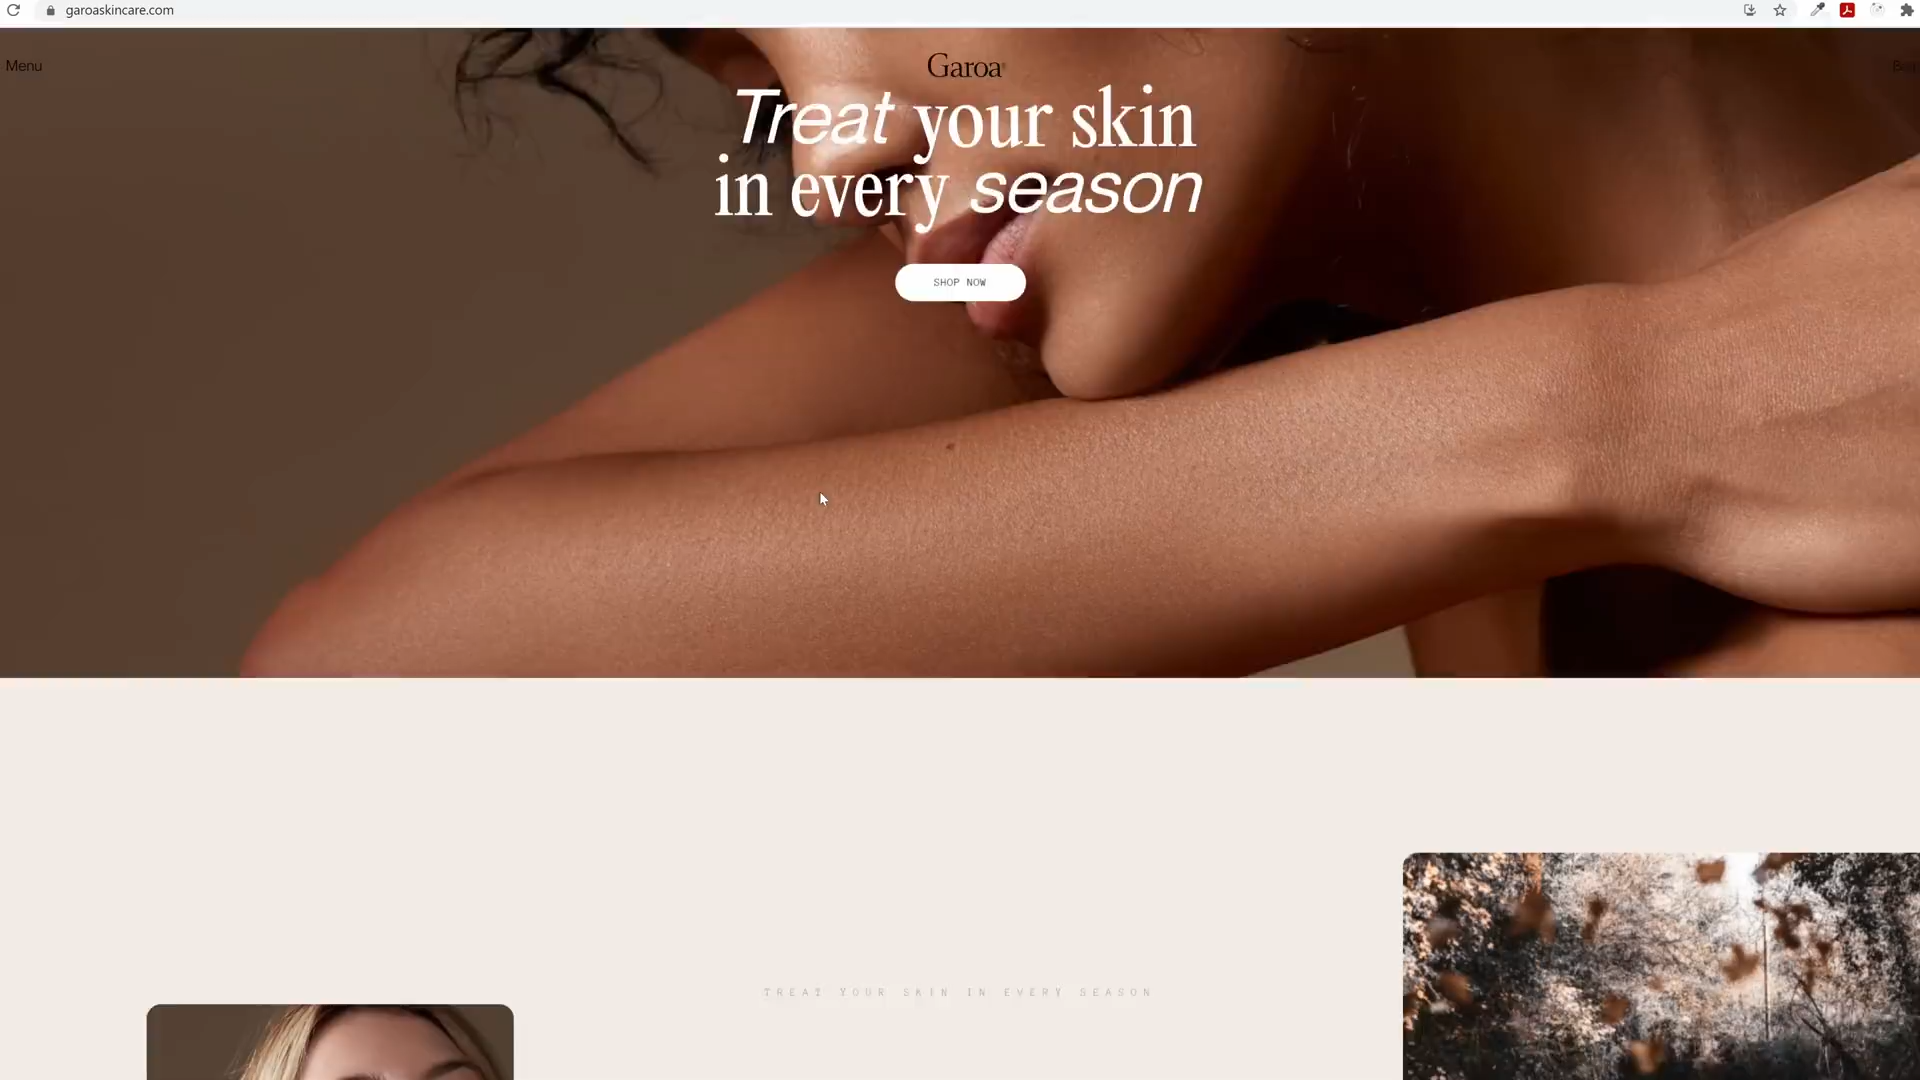 garoaskincare.com
Menu
Garoa
Treat your skin
in every season
SHOP NOW
TREAT YOUR SKIN IN EVERY SEASON